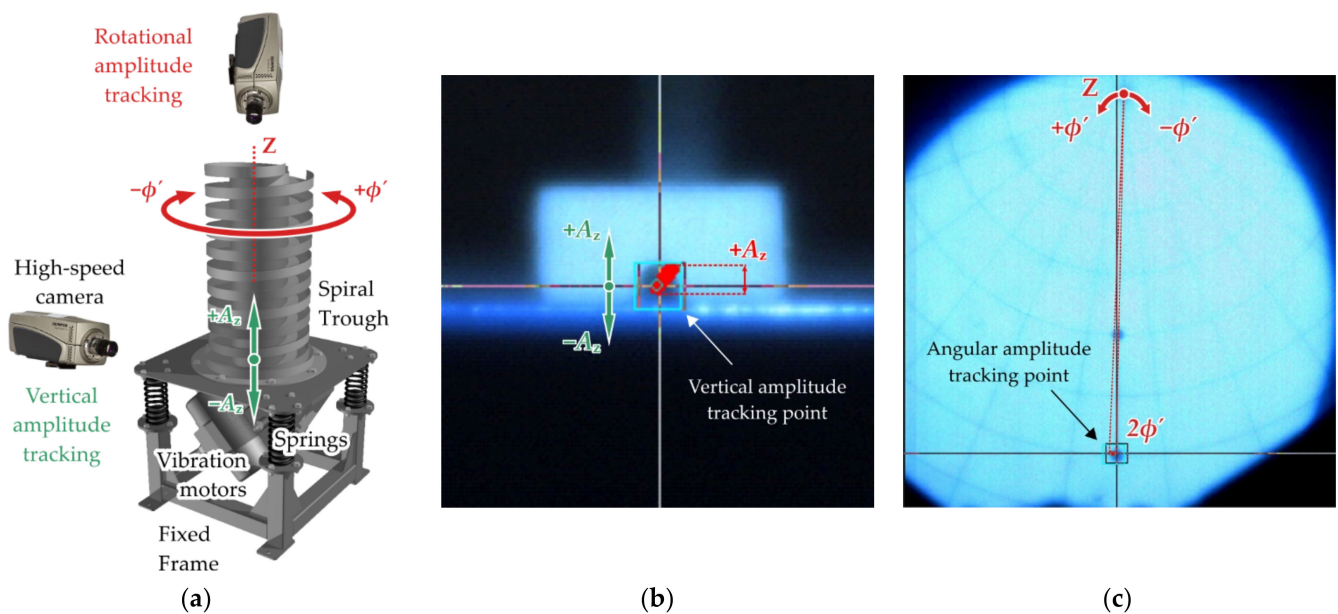 Rotational
amplitude
tracking
Z
−ϕ´
+ϕ´
High-speed
camera
Spiral
Trough
+Az
−Az
Vertical
amplitude
tracking
Springs
Vibration
motors
Fixed
Frame
(a)
+Az
+Az
−Az
Vertical amplitude
tracking point
(b)
Z
+ϕ´
−ϕ´
Angular amplitude
tracking point
2ϕ´
(c)